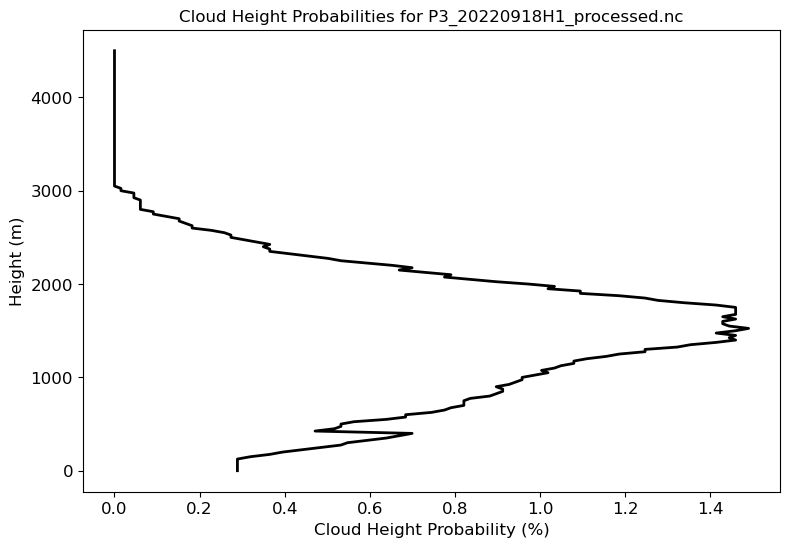 Cloud Height Probabilities for P3_20220918H1_processed.nc
Height (m)
4000
3000
2000
1000
0
0.0 0.2 0.4 0.6 0.8 1.0 1.2 1.4
Cloud Height Probability (%)